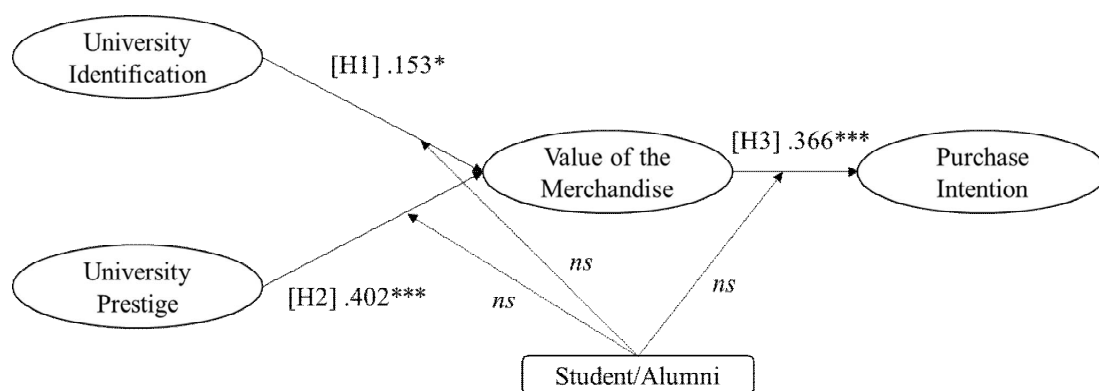 University
Identification
[H1] .153*
Value of the
Merchandise
[H3] .366***
Purchase
Intention
University
Prestige
[H2] .402***
ns
ns
ns
Student/Alumni